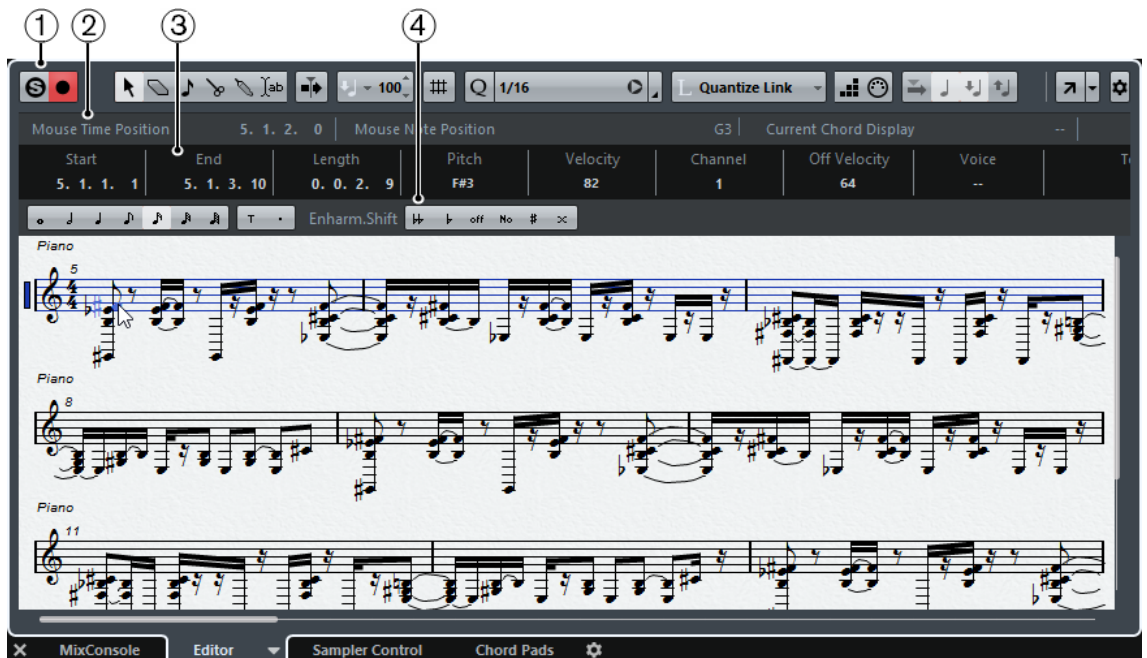 1 2 3 4
S ab 100 Q 1/16 L Quantize Link
Mouse Time Position 5. 1. 2. 0 Mouse Note Position G3 Current Chord Display --
Start End Length Pitch Velocity Channel Off Velocity Voice
5. 1. 1. 1 5. 1. 3. 10 0. 0. 2. 9 F#3 82 1 64 --
T . Enharm.Shift off No # x
Piano
5
4
4
Piano
8
Piano
11
MixConsole Editor Sampler Control Chord Pads